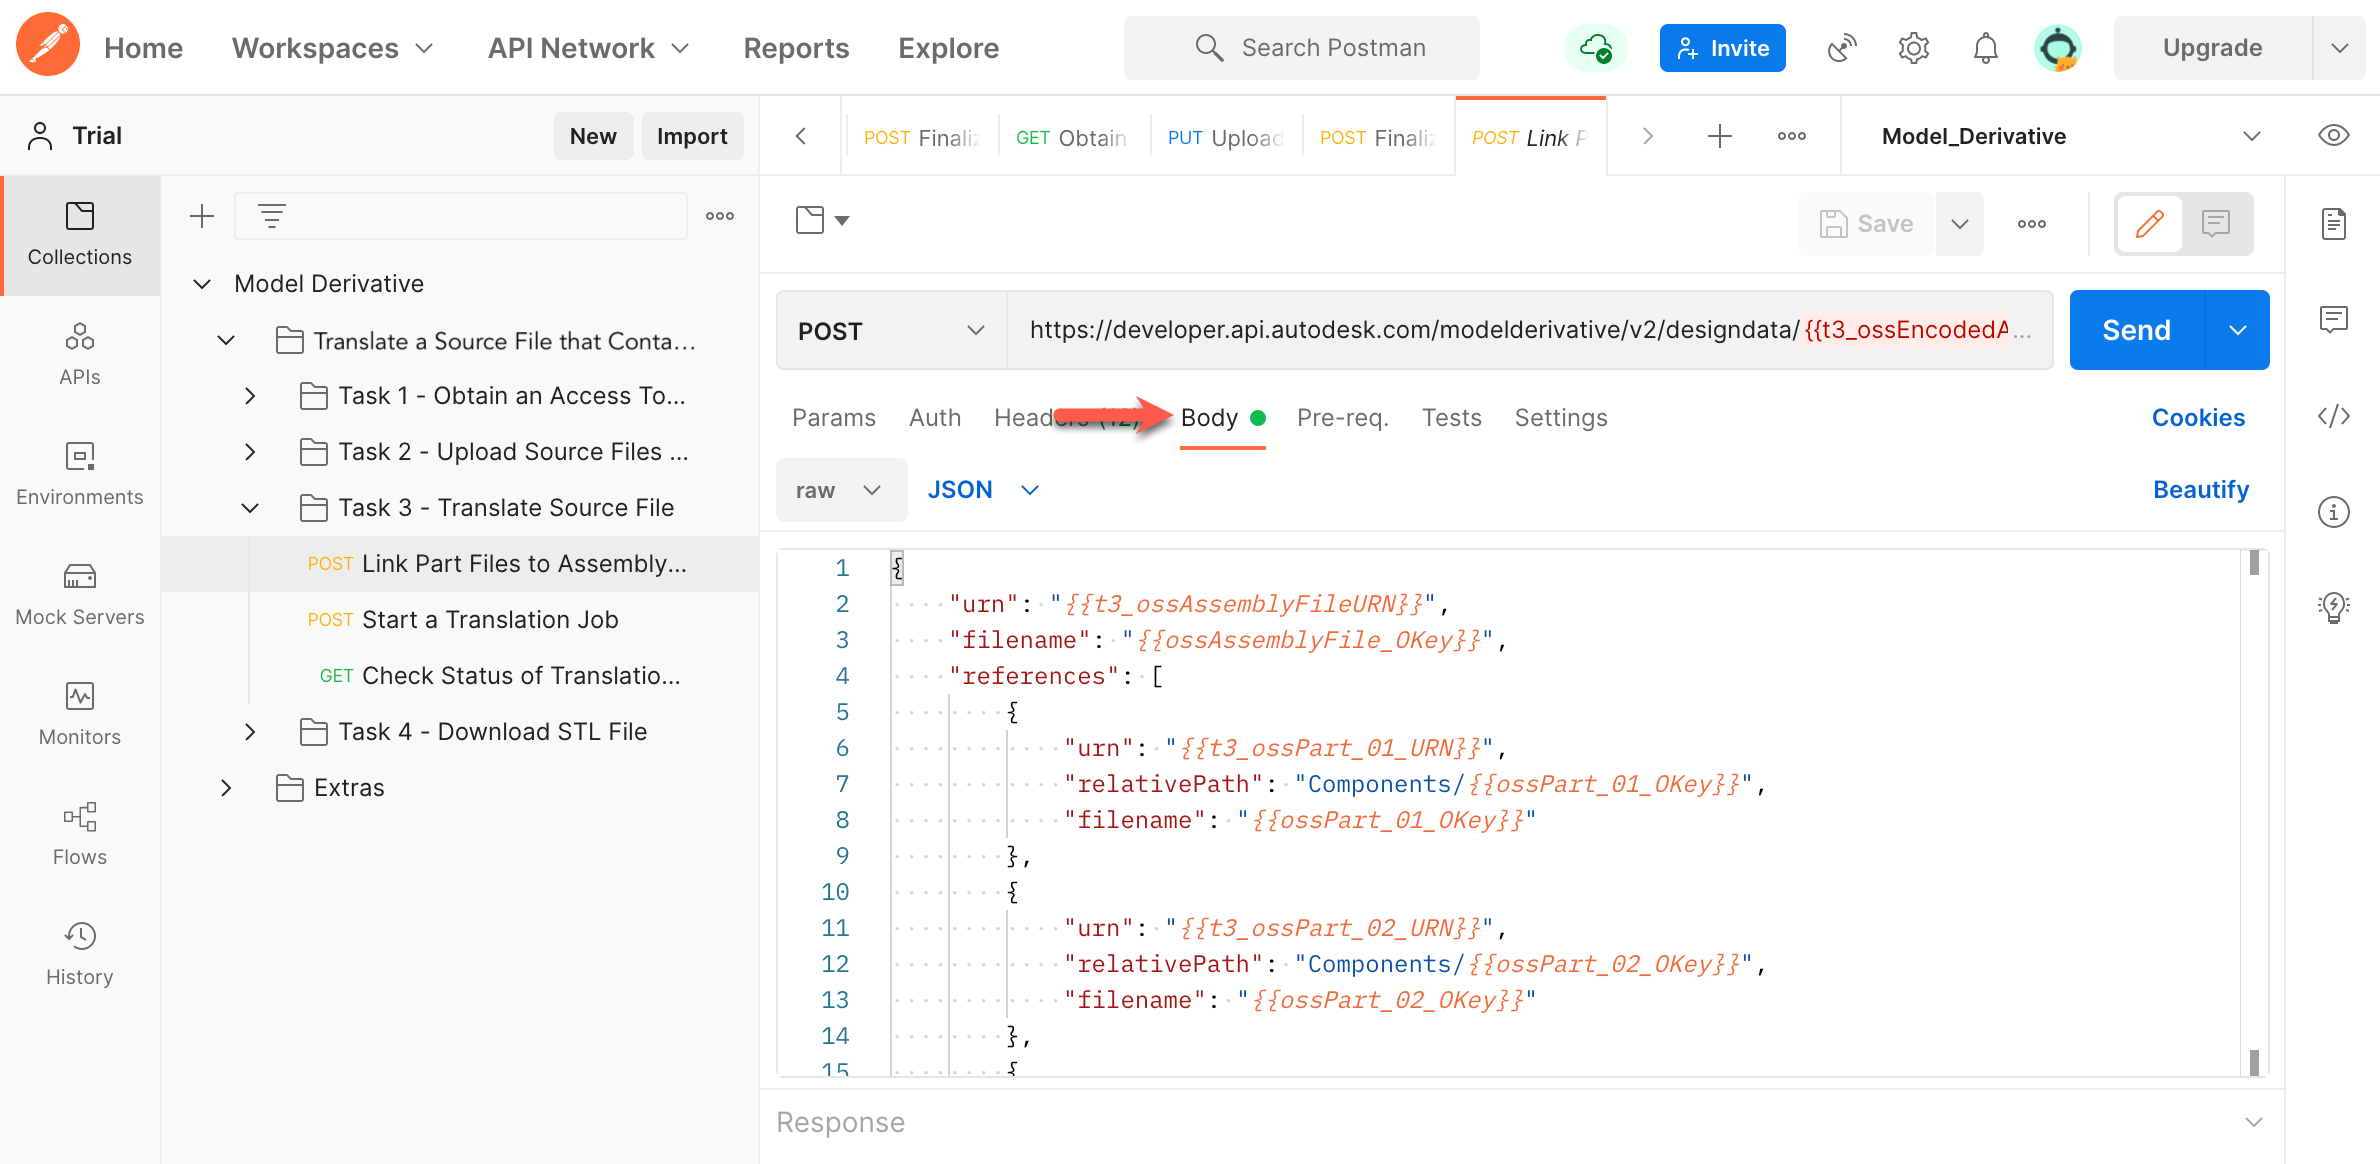 Home Workspaces API Network Reports Explore Search Postman Invite Upgrade
Trial New Import
POST Finaliz GET Obtain PUT Upload POST Finaliz POST Link P Model_Derivative
Collections
APIs
Environments
Mock Servers
Monitors
Flows
History
Model Derivative
Translate a Source File that Conta...
Task 1 - Obtain an Access To...
Task 2 - Upload Source Files ...
Task 3 - Translate Source File
POST Link Part Files to Assembly...
POST Start a Translation Job
GET Check Status of Translatio...
Task 4 - Download STL File
Extras
Save
POST https://developer.api.autodesk.com/modelderivative/v2/designdata/{{t3_ossEncodedA... Send
Params Auth Headers (12) Body Pre-req. Tests Settings Cookies
raw JSON Beautify
1 {
2 "urn": "{{t3_ossAssemblyFileURN}}",
3 "filename": "{{ossAssemblyFile_OKey}}",
4 "references": [
5 {
6 "urn": "{{t3_ossPart_01_URN}}",
7 "relativePath": "Components/{{ossPart_01_OKey}}",
8 "filename": "{{ossPart_01_OKey}}"
9 },
10 {
11 "urn": "{{t3_ossPart_02_URN}}",
12 "relativePath": "Components/{{ossPart_02_OKey}}",
13 "filename": "{{ossPart_02_OKey}}"
14 },
15 {
Response